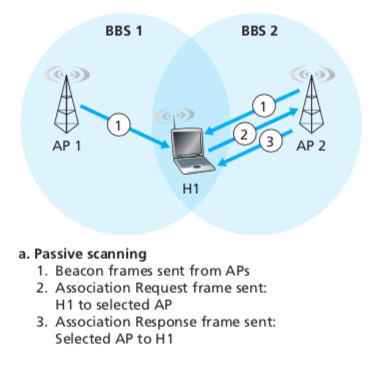 BBS 1
BBS 2
1
1
2
3
AP 1
AP 2
H1
a. Passive scanning
1. Beacon frames sent from APs
2. Association Request frame sent:
H1 to selected AP
3. Association Response frame sent:
Selected AP to H1